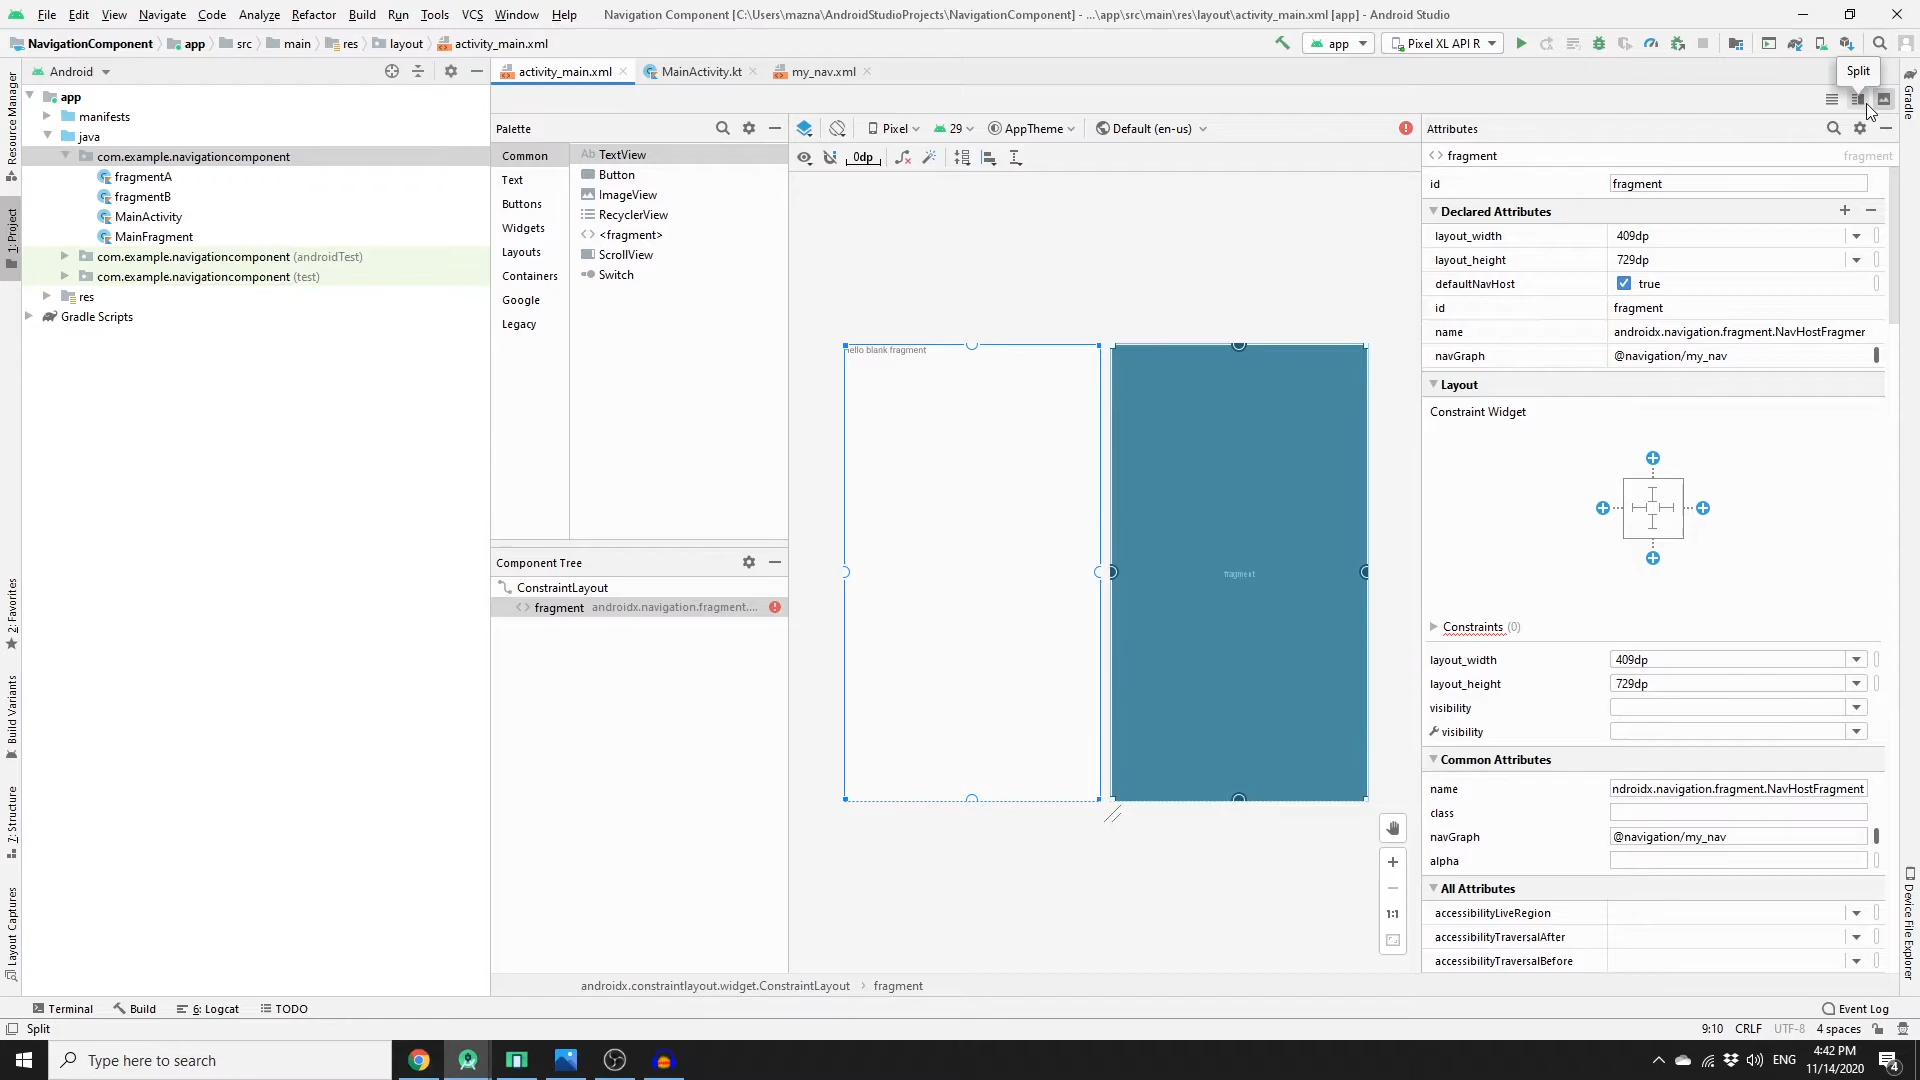 File Edit View Navigate Code Analyze Refactor Build Run Tools VCS Window Help Navigation Component [C:\Users\mazna\AndroidStudioProjects\NavigationComponent] - ...\app\src\main\res\layout\activity_main.xml [app] - Android Studio
NavigationComponent app src main res layout activity_main.xml app Pixel XL API R
Android activity_main.xml MainActivity.kt my_nav.xml Split
app
manifests
java
com.example.navigationcomponent
fragmentA
fragmentB
MainActivity
MainFragment
com.example.navigationcomponent (androidTest)
com.example.navigationcomponent (test)
res
Gradle Scripts
Resource Manager
1: Project
2: Favorites
Build Variants
7: Structure
Layout Captures
Palette
Common
Text
Buttons
Widgets
Layouts
Containers
Google
Legacy
Ab TextView
Button
ImageView
RecyclerView
<fragment>
ScrollView
Switch
Component Tree
ConstraintLayout
fragment androidx.navigation.fragment....
Pixel 29 AppTheme Default (en-us)
0dp
ello blank fragment
fragment
1:1
androidx.constraintlayout.widget.ConstraintLayout fragment
Attributes
fragment fragment
id fragment
Declared Attributes
layout_width 409dp
layout_height 729dp
defaultNavHost true
id fragment
name androidx.navigation.fragment.NavHostFragmer
navGraph @navigation/my_nav
Layout
Constraint Widget
Constraints (0)
layout_width 409dp
layout_height 729dp
visibility
visibility
Common Attributes
name ndroidx.navigation.fragment.NavHostFragment
class
navGraph @navigation/my_nav
alpha
All Attributes
accessibilityLiveRegion
accessibilityTraversalAfter
accessibilityTraversalBefore
Gradle
Device File Explorer
Terminal Build 6: Logcat TODO Event Log
Split 9:10 CRLF UTF-8 4 spaces
Type here to search ENG 4:42 PM
11/14/2020 4